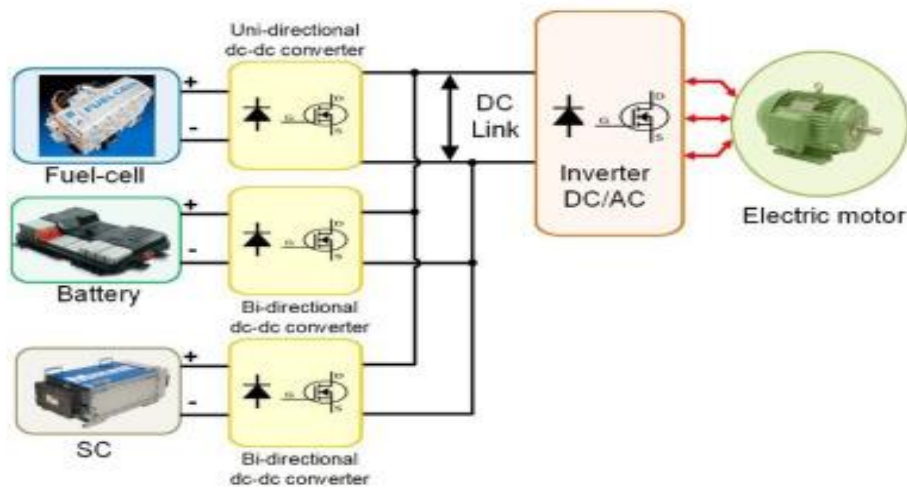 Uni-directional
dc-dc converter
+
-
FUELCELL
Fuel-cell
D
G
S
DC
Link
D
G
S
Inverter
DC/AC
Electric motor
+
-
Battery
D
G
S
Bi-directional
dc-dc converter
+
-
SC
D
G
S
Bi-directional
dc-dc converter